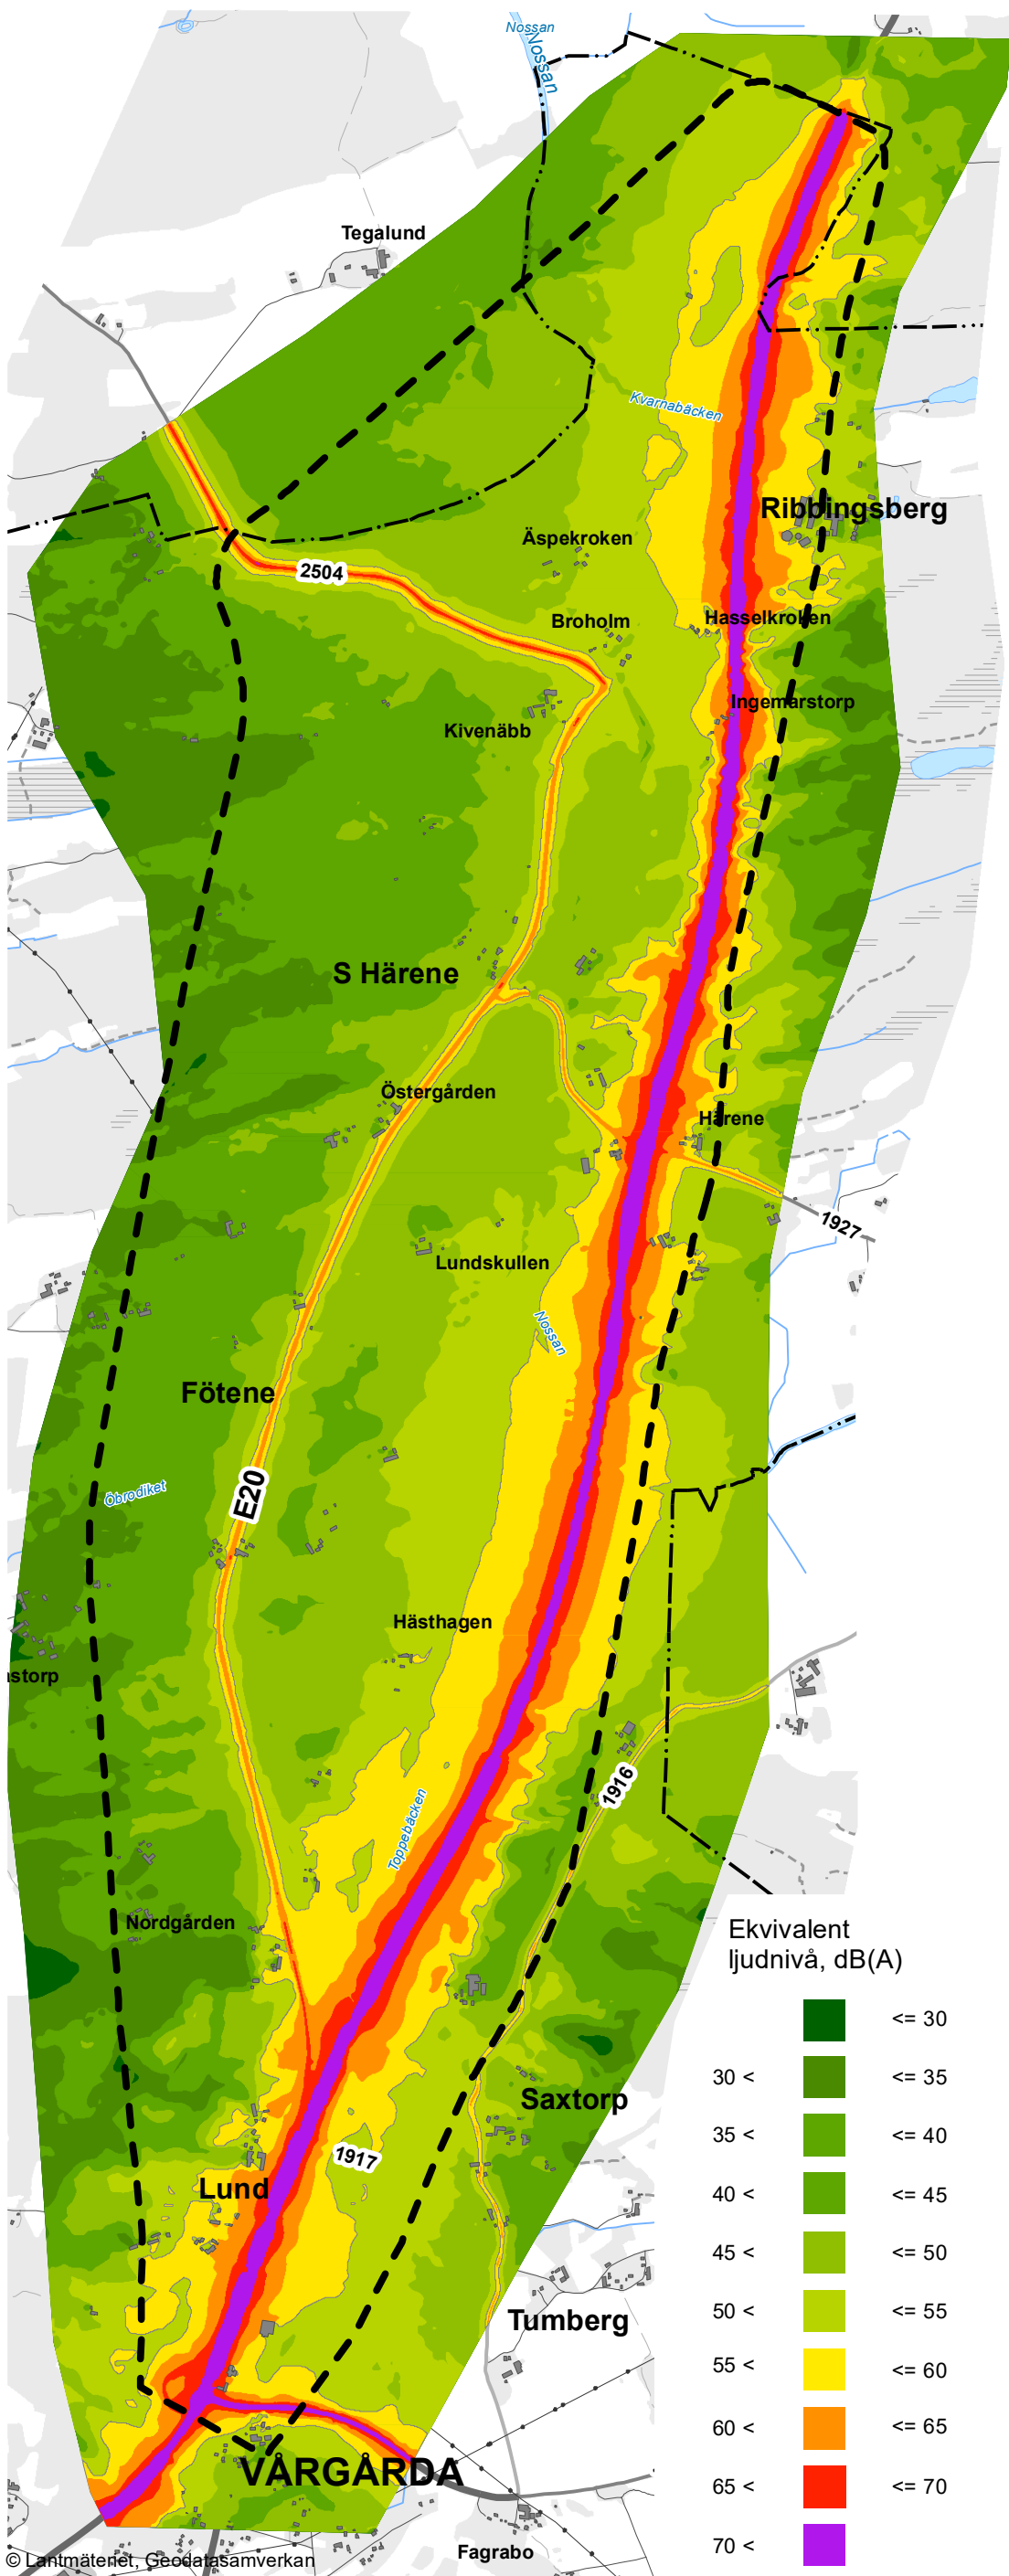 Nossan
Nossan
Tegalund
Kvarnabäcken
Ribbingsberg
Äspekroken
2504
Hasselkroken
Broholm
Ingemarstorp
Kivenäbb
S Härene
Östergården
Härene
1927
Lundskullen
Nossan
Fötene
E20
Öbrodiket
Hästhagen
astorp
1916
Toppebäcken
Nordgården
Ekvivalent
ljudnivå, dB(A)
<= 30
30 < <= 35
35 < <= 40
40 < <= 45
45 < <= 50
50 < <= 55
55 < <= 60
60 < <= 65
65 < <= 70
70 <
Saxtorp
1917
Lund
Tumberg
VÅRGÅRDA
Fagrabo
© Lantmäteriet, Geodatasamverkan